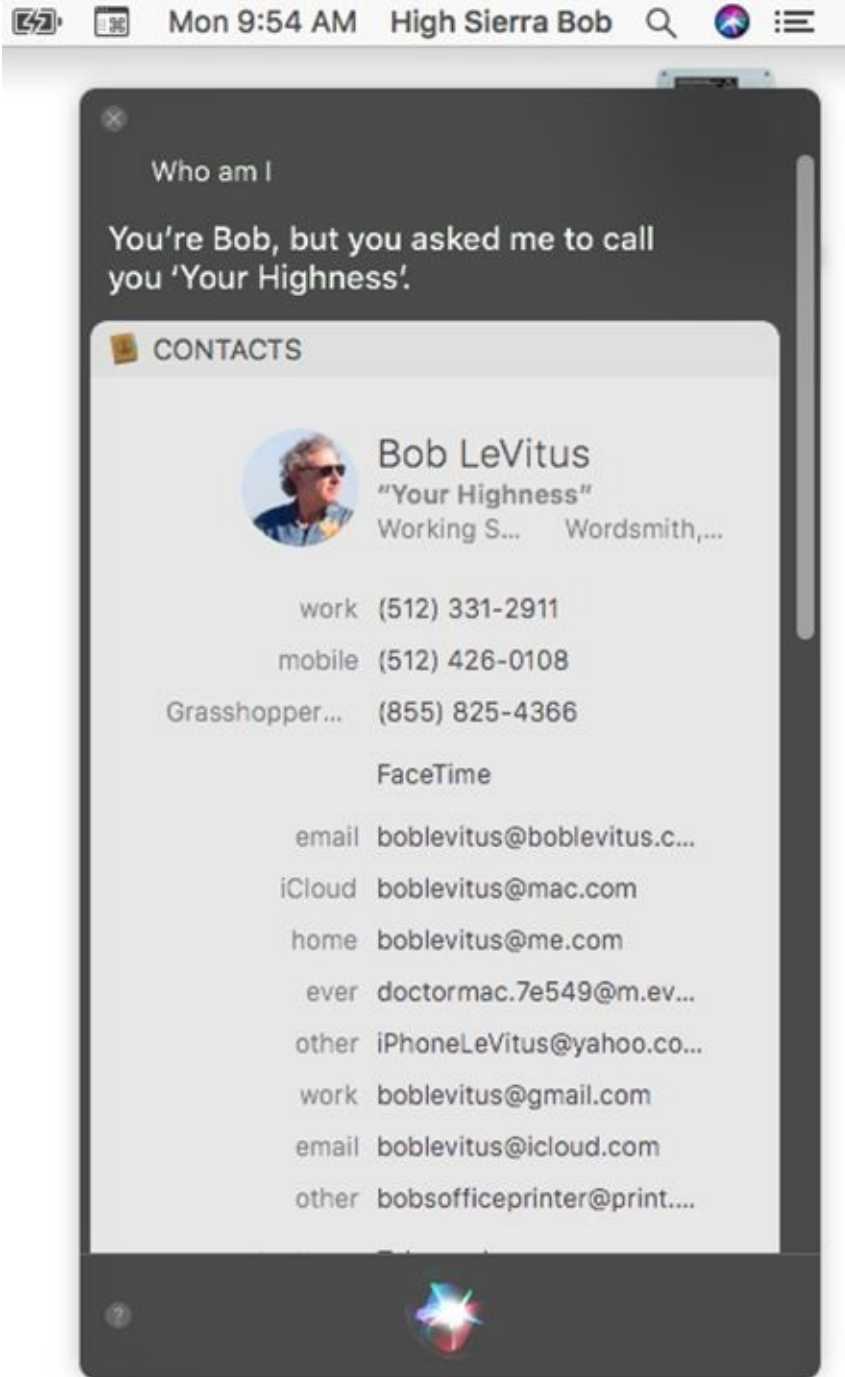 Mon 9:54 AM High Sierra Bob
Who am I
You're Bob, but you asked me to call
you 'Your Highness'.
CONTACTS
Bob LeVitus
"Your Highness"
Working S... Wordsmith,...
work (512) 331-2911
mobile (512) 426-0108
Grasshopper... (855) 825-4366
FaceTime
email boblevitus@boblevitus.c...
iCloud boblevitus@mac.com
home boblevitus@me.com
ever doctormac.7e549@m.ev...
other iPhoneLeVitus@yahoo.co...
work boblevitus@gmail.com
email boblevitus@icloud.com
other bobsofficeprinter@print....
?